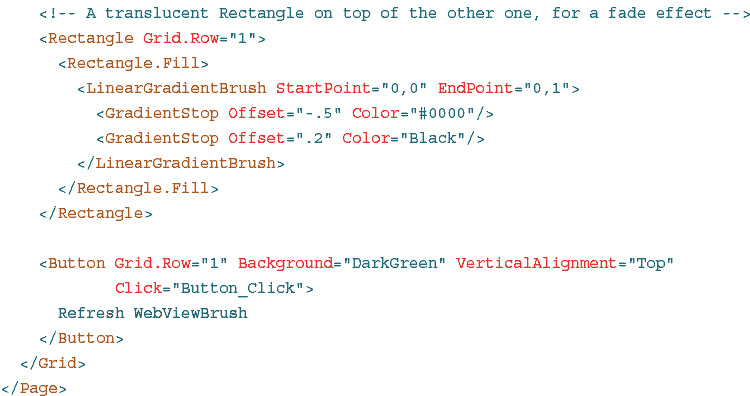 <!-- A translucent Rectangle on top of the other one, for a fade effect -->
<Rectangle Grid.Row="1">
<Rectangle.Fill>
<LinearGradientBrush StartPoint="0,0" EndPoint="0,1">
<GradientStop Offset="-.5" Color="#0000"/>
<GradientStop Offset=".2" Color="Black"/>
</LinearGradientBrush>
</Rectangle.Fill>
</Rectangle>
<Button Grid.Row="1" Background="DarkGreen" VerticalAlignment="Top"
Click="Button_Click">
Refresh WebViewBrush
</Button>
</Grid>
</Page>